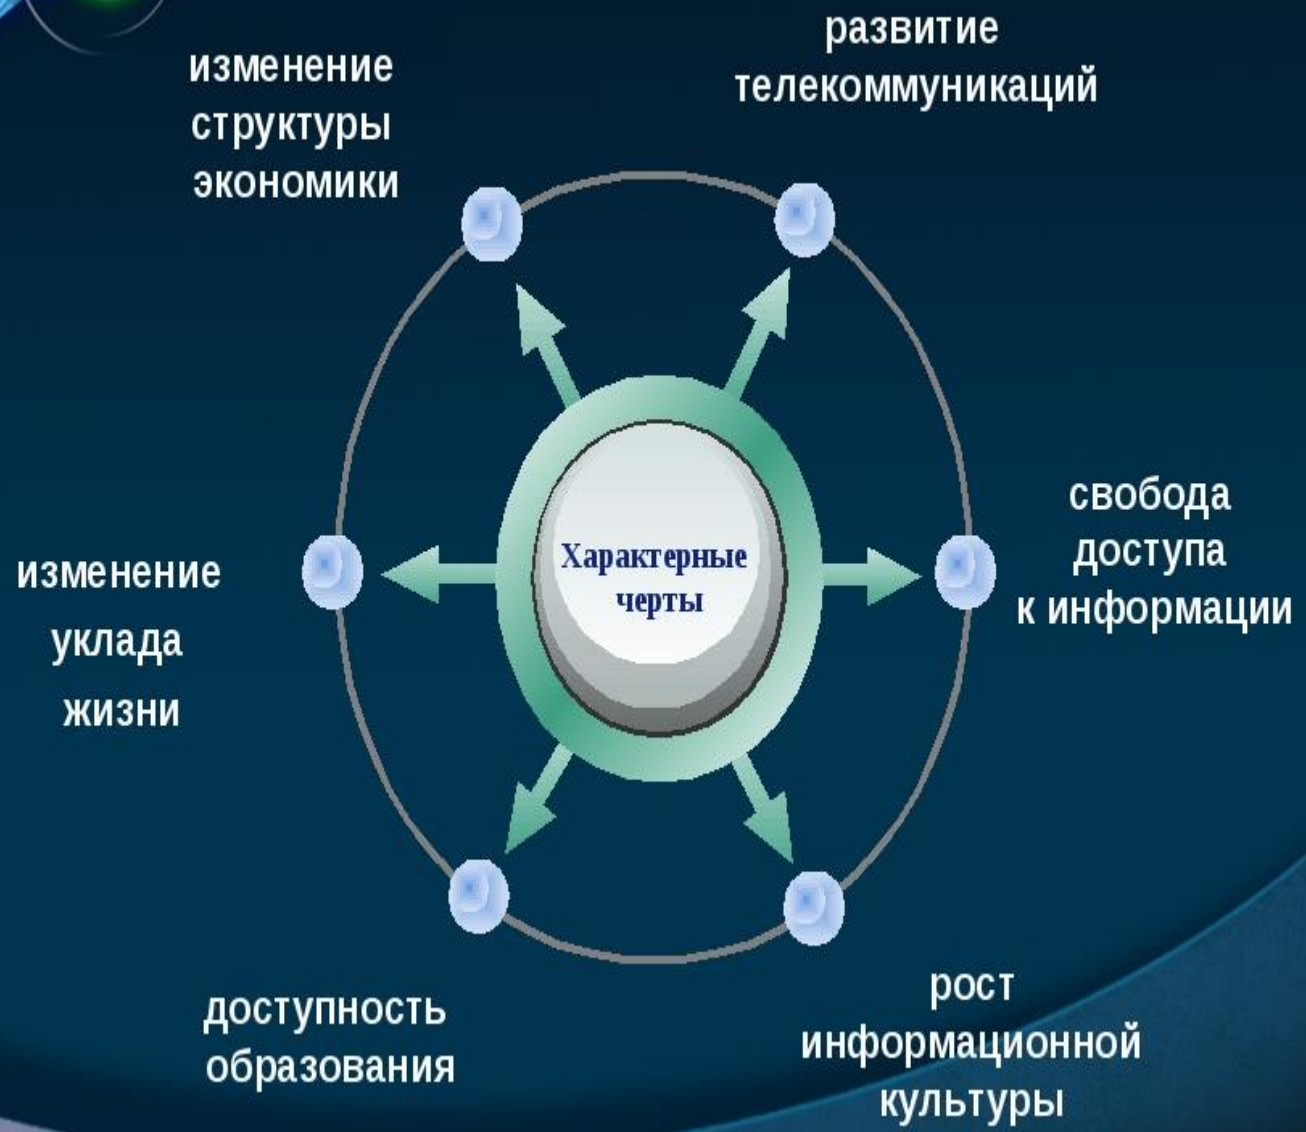 изменение
структуры
экономики
развитие
телекоммуникаций
свобода
доступа
к информации
Характерные
черты
изменение
уклада
жизни
доступность
образования
рост
информационной
культуры